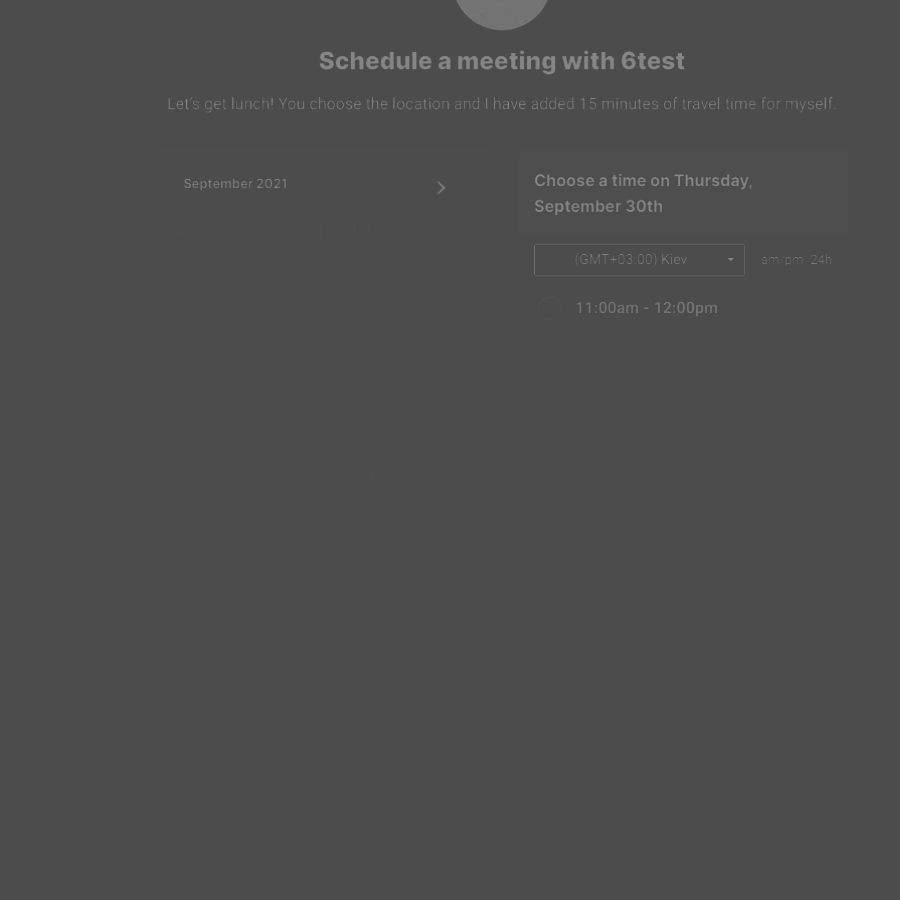 Schedule a meeting with 6test
Let's get lunch! You choose the location and I have added 15 minutes of travel time for myself.
September 2021
Choose a time on Thursday,
September 30th
(GMT+03:00) Kiev
am/pm 24h
11:00am - 12:00pm